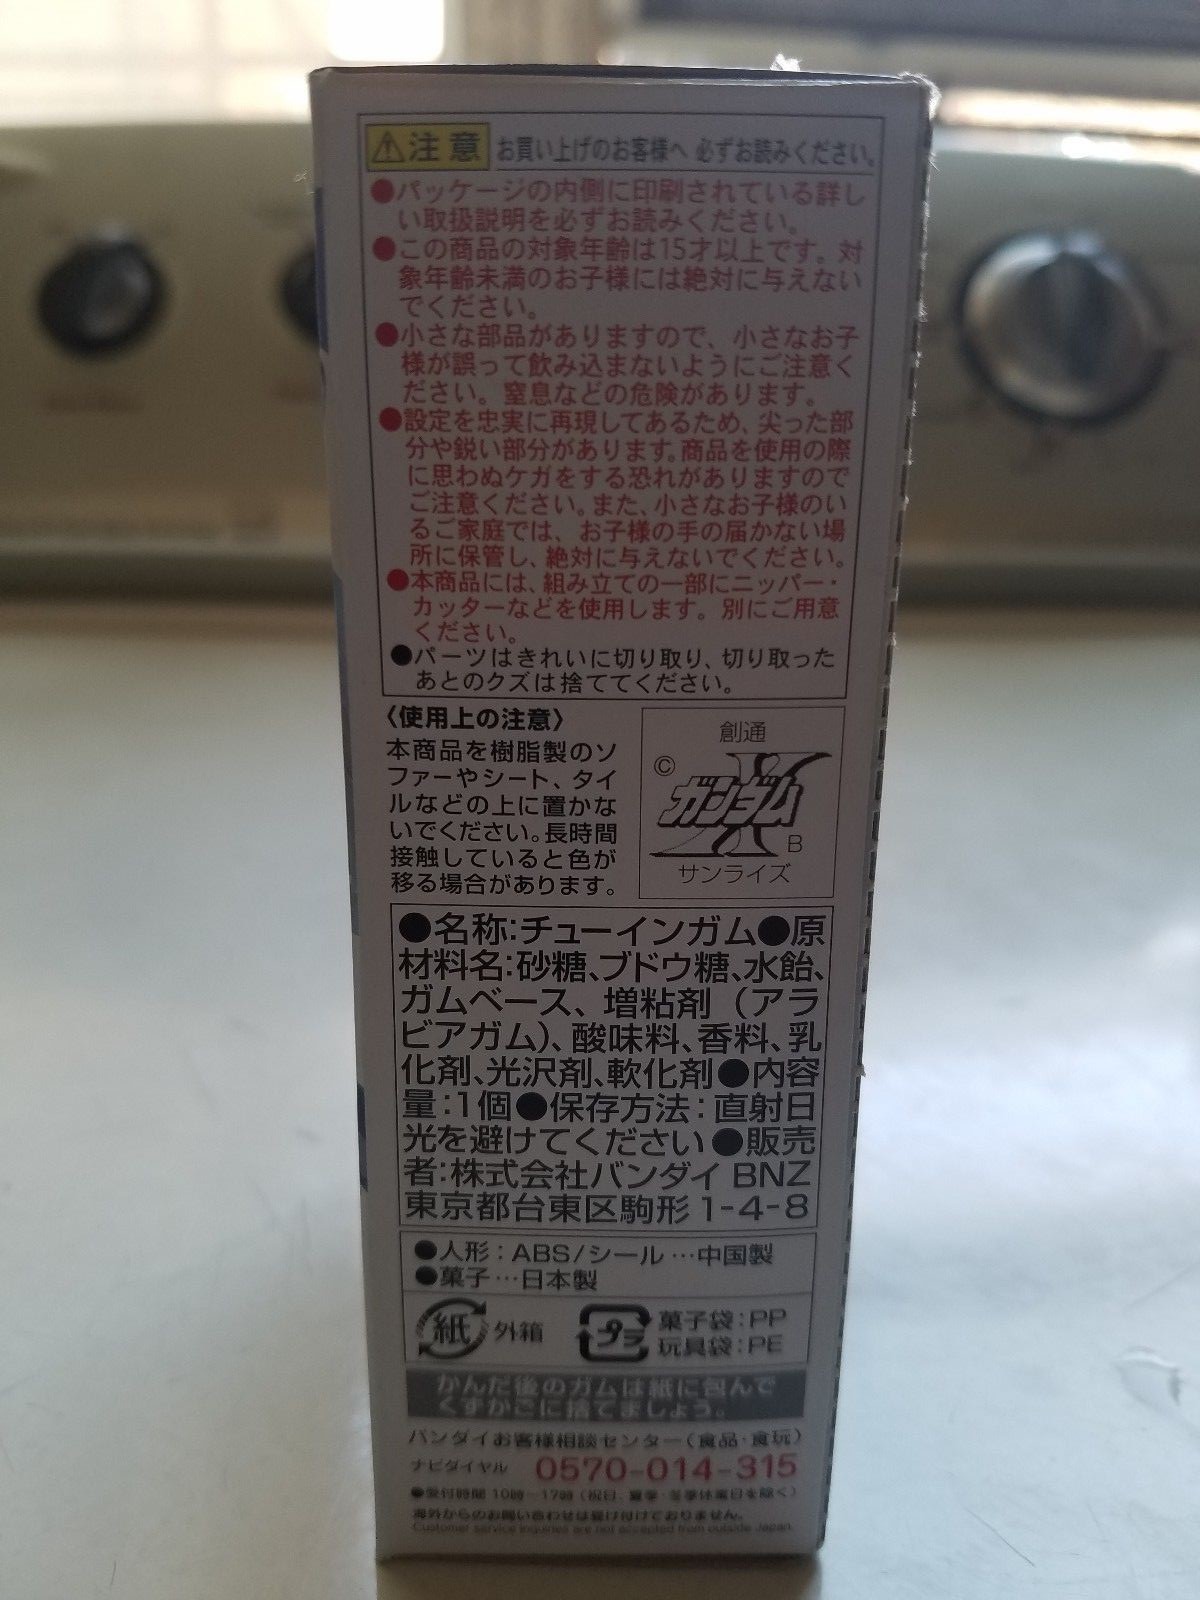 ⚠注意 お買い上げのお客様へ 必ずお読みください。
●パッケージの内側に印刷されている詳し
い取扱説明を必ずお読みください。
●この商品の対象年齢は15才以上です。対
象年齢未満のお子様には絶対に与えない
でください。
●小さな部品がありますので、小さなお子
様が誤って飲み込まないようにご注意く
ださい。窒息などの危険があります。
●設定を忠実に再現してあるため、尖った部
分や鋭い部分があります。商品を使用の際
に思わぬケガをする恐れがありますので
ご注意ください。また、小さなお子様のい
るご家庭では、お子様の手の届かない場
所に保管し、絶対に与えないでください。
●本商品には、組み立ての一部にニッパー・
カッターなどを使用します。別にご用意
ください。
●パーツはきれいに切り取り、切り取った
あとのクズは捨ててください。
〈使用上の注意〉
本商品を樹脂製のソ
ファーやシート、タイ
ルなどの上に置かな
いでください。長時間
接触していると色が
移る場合があります。
創通
©ガンダムX
B
サンライズ
●名称:チューインガム●原
材料名:砂糖、ブドウ糖、水飴、
ガムベース、増粘剤（アラ
ビアガム）、酸味料、香料、乳
化剤、光沢剤、軟化剤●内容
量:1個●保存方法:直射日
光を避けてください●販売
者:株式会社バンダイ BNZ
東京都台東区駒形1-4-8
●人形:ABS/シール…中国製
●菓子…日本製
紙 外箱
プラ 菓子袋:PP
玩具袋:PE
かんだ後のガムは紙に包んで
くずかごに捨てましょう。
バンダイお客様相談センター（食品・食玩）
ナビダイヤル 0570-014-315
●受付時間 10時～17時（祝日、夏季・冬季休業日を除く）
海外からのお問い合わせは受け付けておりません。
Customer service inquiries are not accepted from outside Japan.